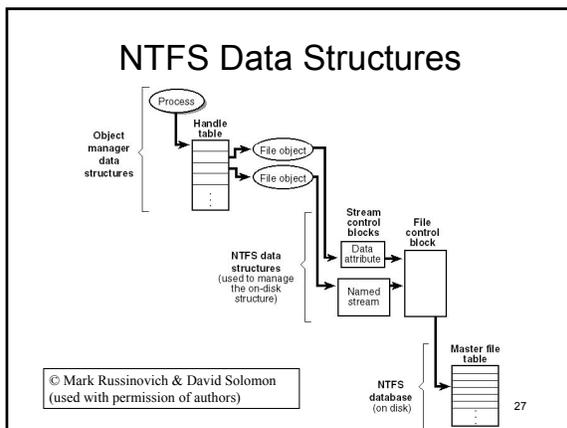 NTFS Data Structures
Process
Object
manager
data
structures
Handle
table
File object
File object
Stream
control
blocks
File
control
block
Data
attribute
NTFS data
structures
(used to manage
the on-disk
structure)
Named
stream
Master file
table
NTFS
database
(on disk)
© Mark Russinovich & David Solomon
(used with permission of authors)
27